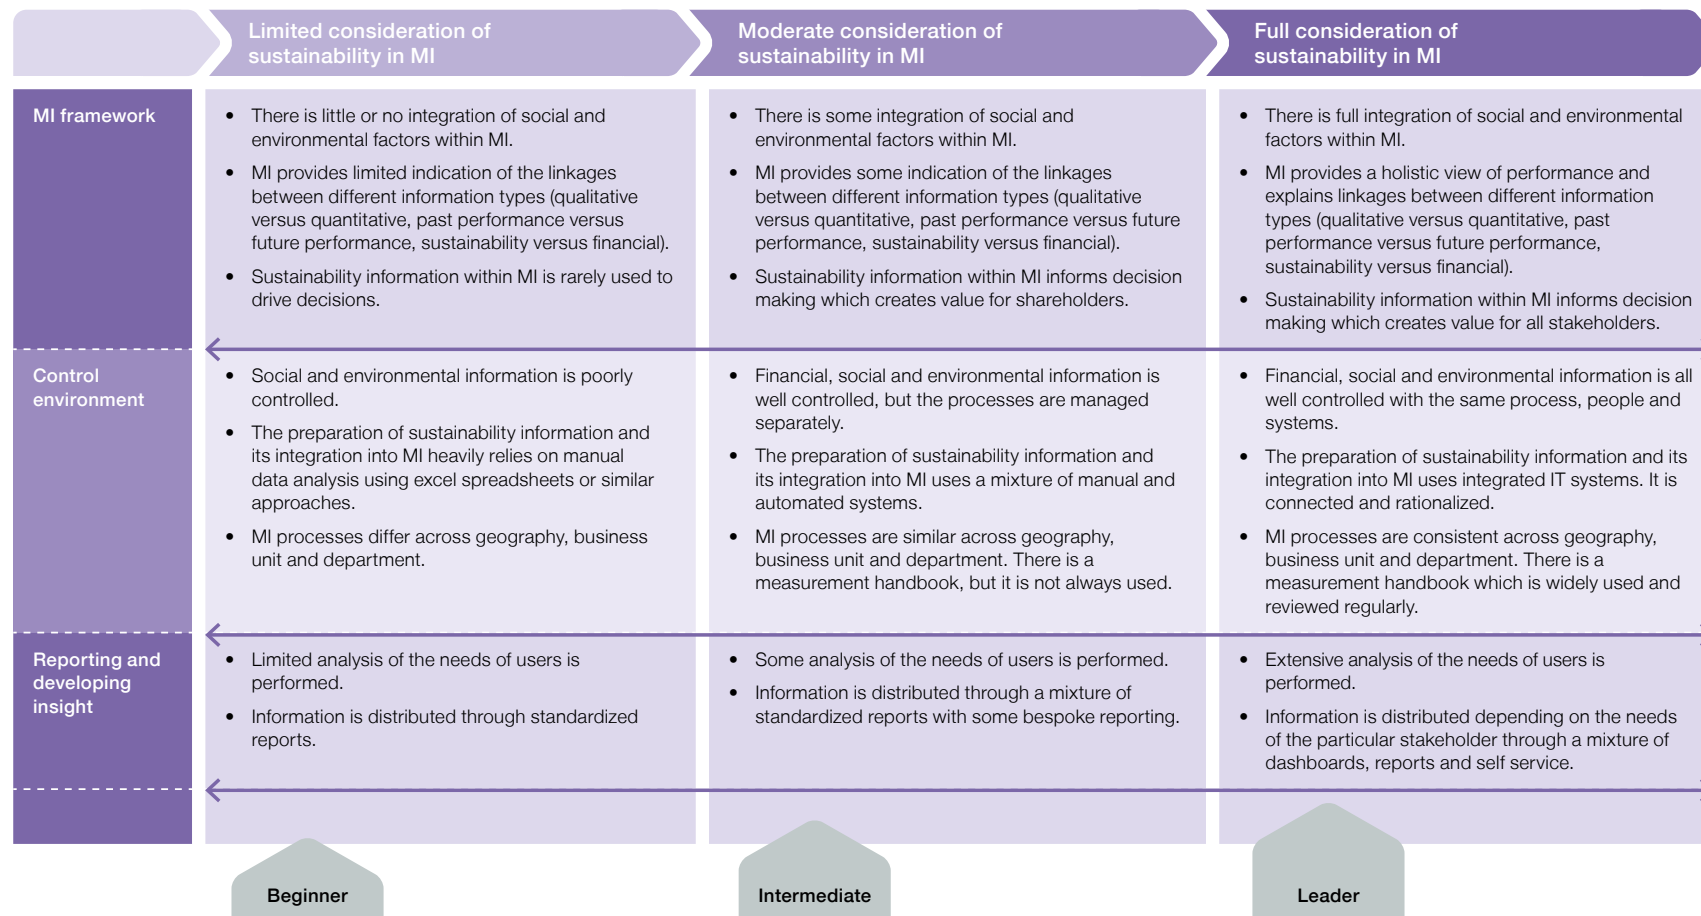 Limited consideration of
sustainability in MI
Moderate consideration of
sustainability in MI
Full consideration of
sustainability in MI
MI framework
• There is little or no integration of social and
environmental factors within MI.
• MI provides limited indication of the linkages
between different information types (qualitative
versus quantitative, past performance versus
future performance, sustainability versus financial).
• Sustainability information within MI is rarely used to
drive decisions.
• There is some integration of social and
environmental factors within MI.
• MI provides some indication of the linkages
between different information types (qualitative
versus quantitative, past performance versus future
performance, sustainability versus financial).
• Sustainability information within MI informs decision
making which creates value for shareholders.
• There is full integration of social and environmental
factors within MI.
• MI provides a holistic view of performance and
explains linkages between different information
types (qualitative versus quantitative, past
performance versus future performance,
sustainability versus financial).
• Sustainability information within MI informs decision
making which creates value for all stakeholders.
Control
environment
• Social and environmental information is poorly
controlled.
• The preparation of sustainability information and
its integration into MI heavily relies on manual
data analysis using excel spreadsheets or similar
approaches.
• MI processes differ across geography, business
unit and department.
• Financial, social and environmental information is
well controlled, but the processes are managed
separately.
• The preparation of sustainability information and
its integration into MI uses a mixture of manual and
automated systems.
• MI processes are similar across geography,
business unit and department. There is a
measurement handbook, but it is not always used.
• Financial, social and environmental information is all
well controlled with the same process, people and
systems.
• The preparation of sustainability information and its
integration into MI uses integrated IT systems. It is
connected and rationalized.
• MI processes are consistent across geography,
business unit and department. There is a
measurement handbook which is widely used and
reviewed regularly.
Reporting and
developing
insight
• Limited analysis of the needs of users is
performed.
• Information is distributed through standardized
reports.
• Some analysis of the needs of users is performed.
• Information is distributed through a mixture of
standardized reports with some bespoke reporting.
• Extensive analysis of the needs of users is
performed.
• Information is distributed depending on the needs
of the particular stakeholder through a mixture of
dashboards, reports and self service.
Beginner
Intermediate
Leader